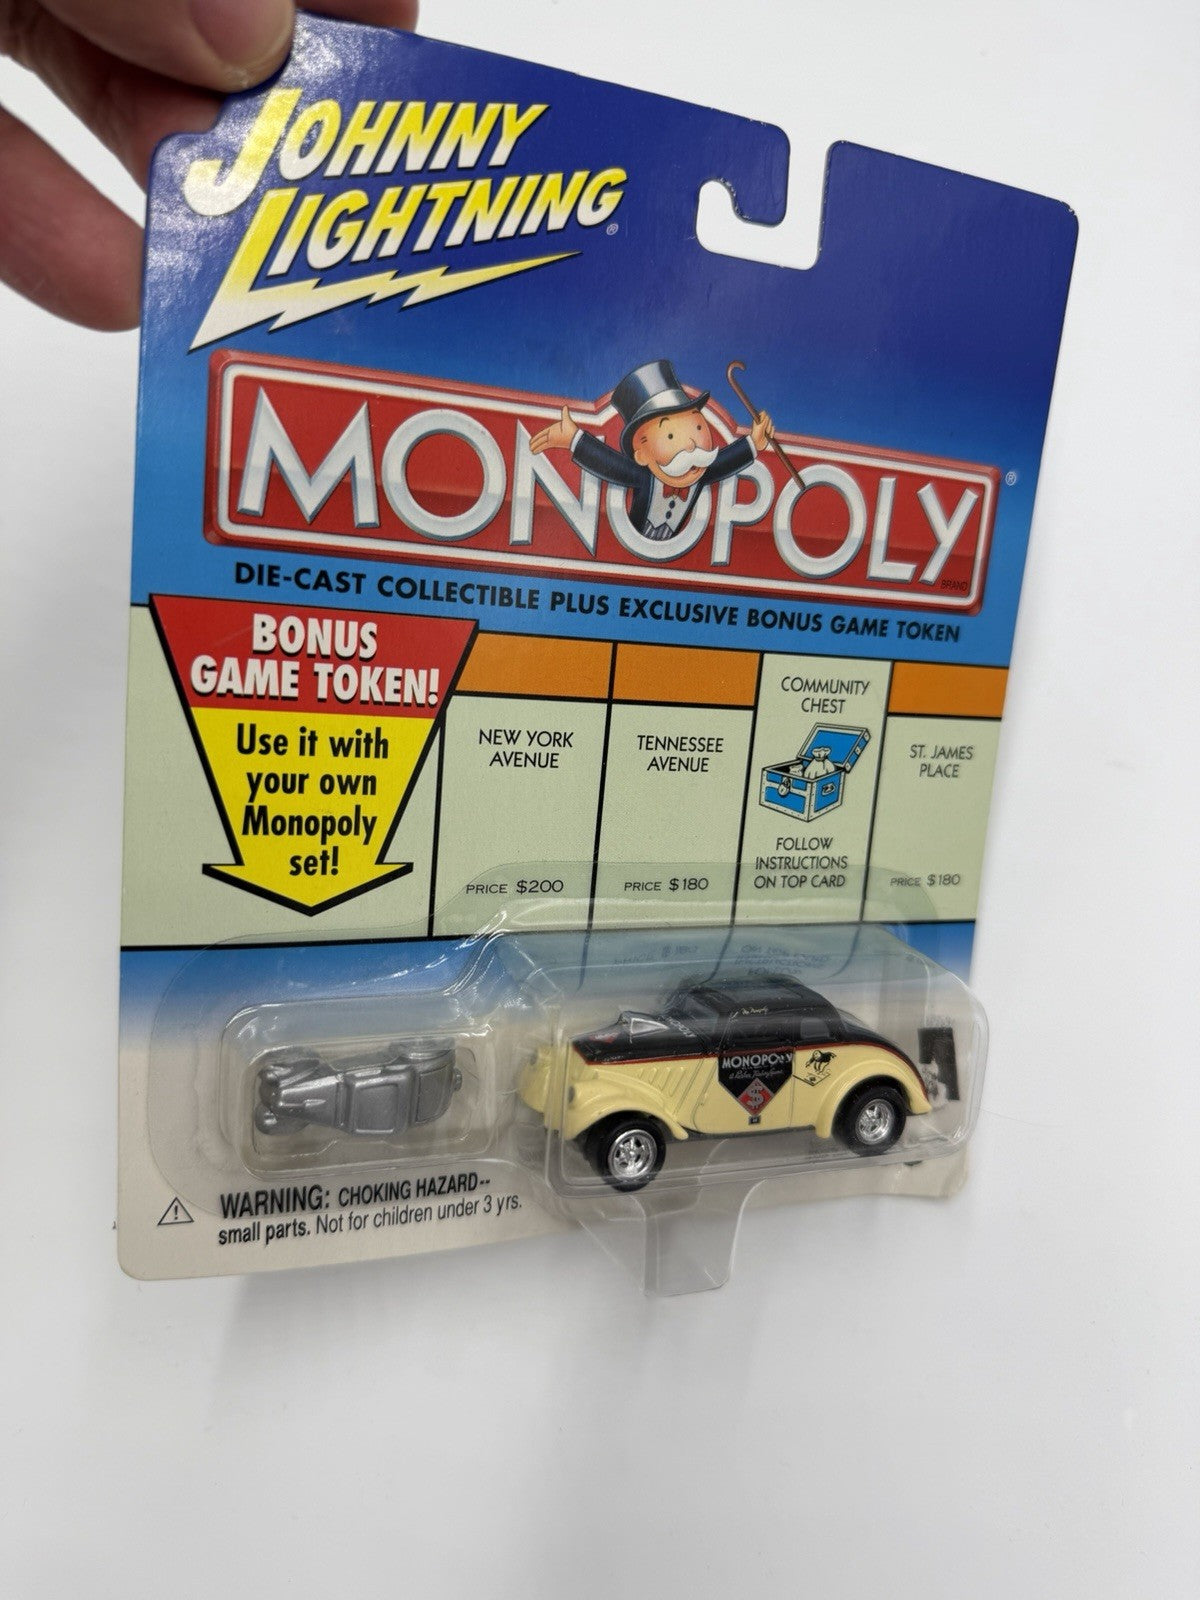 JOHNNY
LIGHTNING®
MONOPOLY®
BRAND
DIE-CAST COLLECTIBLE PLUS EXCLUSIVE BONUS GAME TOKEN
BONUS
GAME TOKEN!
Use it with
your own
Monopoly
set!
NEW YORK
AVENUE
PRICE $200
TENNESSEE
AVENUE
PRICE $180
COMMUNITY
CHEST
FOLLOW
INSTRUCTIONS
ON TOP CARD
ST. JAMES
PLACE
PRICE $180
MONOPOLY
$
WARNING: CHOKING HAZARD--
small parts. Not for children under 3 yrs.